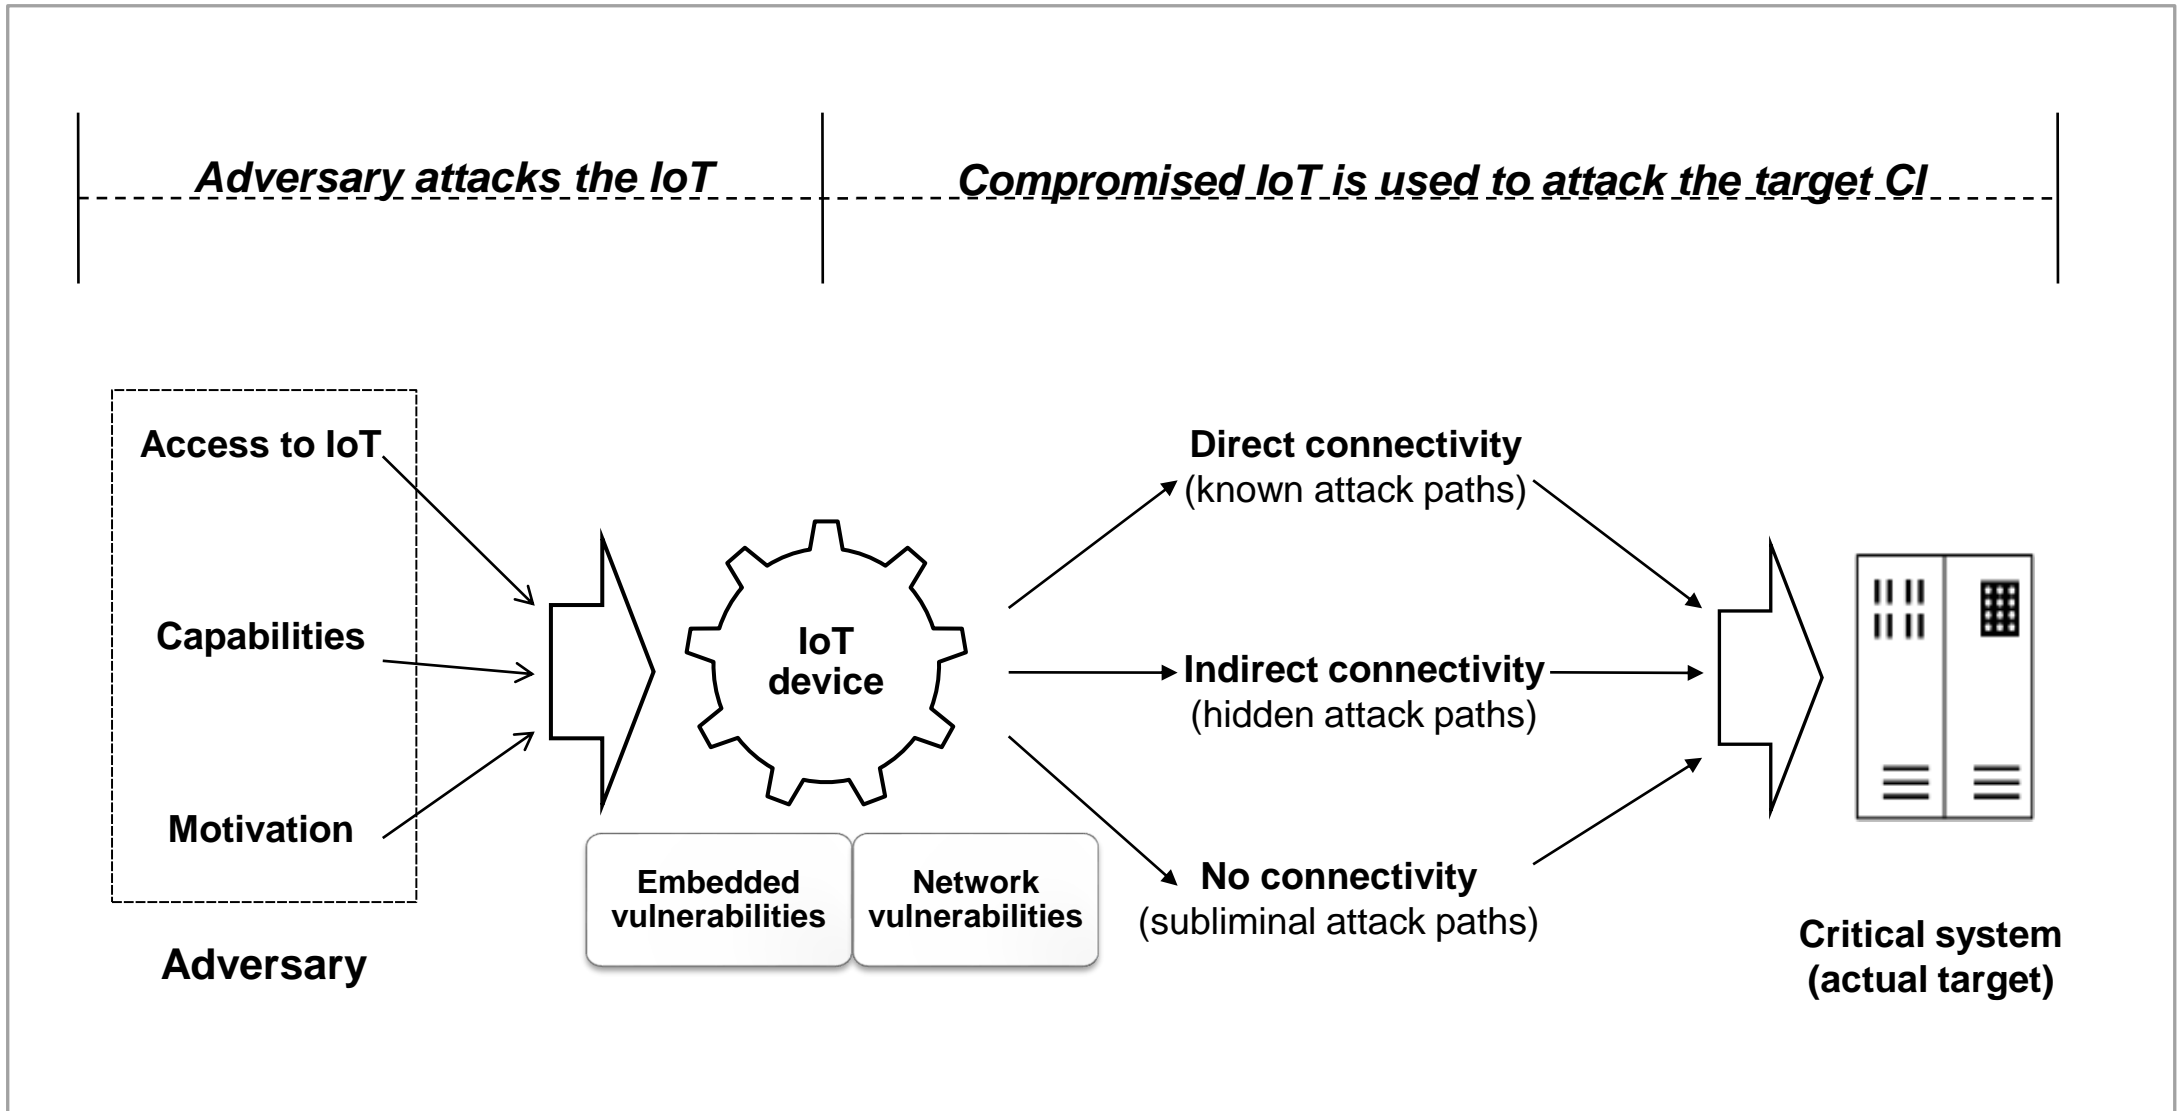 Adversary attacks the IoT
Compromised IoT is used to attack the target CI
Access to IoT
Capabilities
Motivation
Adversary
IoT
device
Embedded
vulnerabilities
Network
vulnerabilities
Direct connectivity
(known attack paths)
Indirect connectivity
(hidden attack paths)
No connectivity
(subliminal attack paths)
Critical system
(actual target)